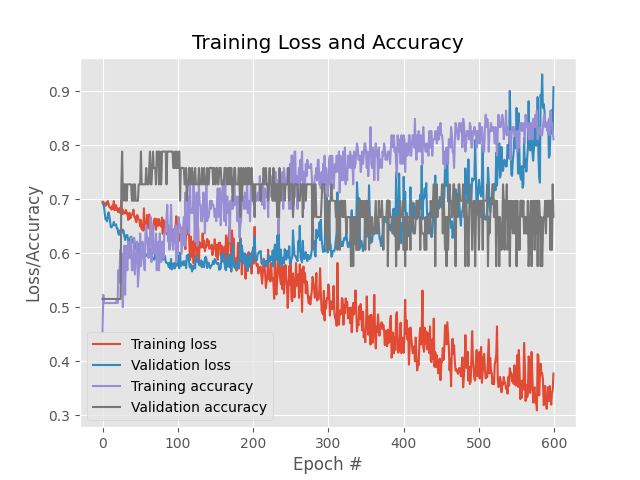 Training Loss and Accuracy
Loss/Accuracy
0.9
0.8
0.7
0.6
0.5
0.4
0.3
Training loss
Validation loss
Training accuracy
Validation accuracy
0 100 200 300 400 500 600
Epoch #